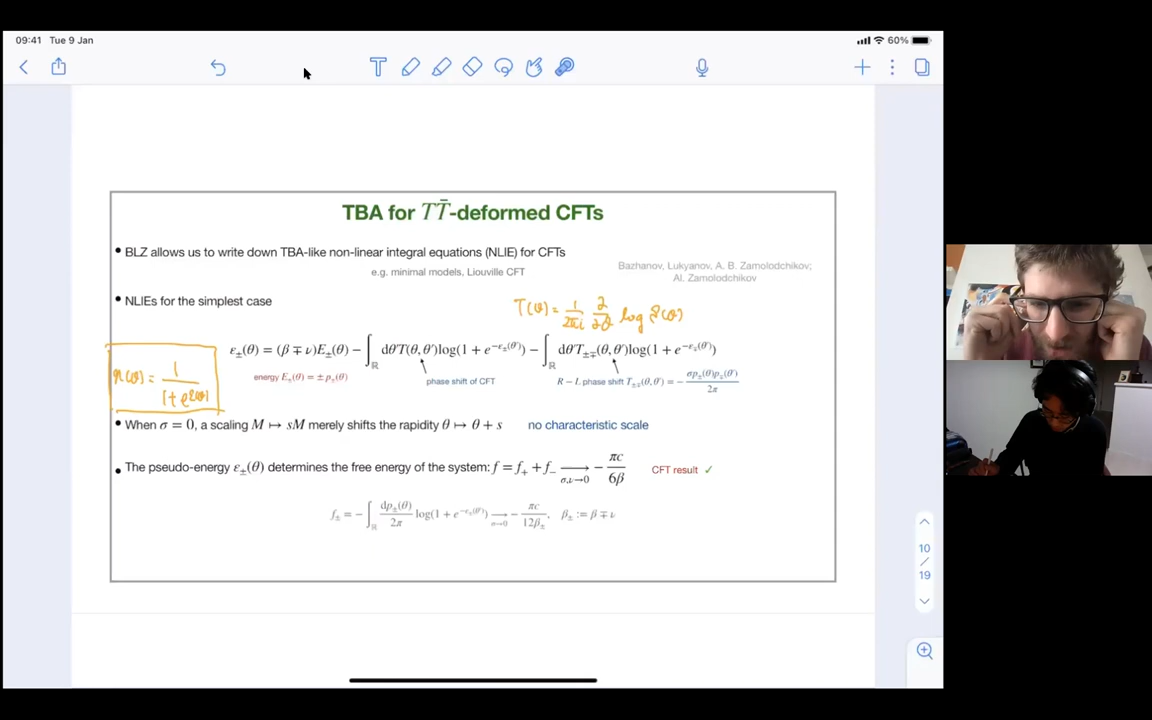 09:41 Tue 9 Jan
60%
TBA for TT̄-deformed CFTs
• BLZ allows us to write down TBA-like non-linear integral equations (NLIE) for CFTs
e.g. minimal models, Liouville CFT
Bazhanov, Lukyanov, A. B. Zamolodchikov;
Al. Zamolodchikov
• NLIEs for the simplest case
T(θ) = 1/2πi ∂/∂θ log S(θ)
ε±(θ) = (β ∓ ν)E±(θ) − ∫ℝ dθ′T(θ, θ′)log(1 + e^−ε±(θ′)) − ∫ℝ dθ′T±∓(θ, θ′)log(1 + e^−ε∓(θ′))
n(θ) = 1/(1 + e^ε(θ))
energy E±(θ) = ±p±(θ)
phase shift of CFT
R − L phase shift T±∓(θ, θ′) = − σp±(θ)p∓(θ′)/2π
• When σ = 0, a scaling M ↦ sM merely shifts the rapidity θ ↦ θ + s
no characteristic scale
• The pseudo-energy ε±(θ) determines the free energy of the system: f = f+ + f− ⟶ σ,ν→0 − πc/6β
CFT result ✓
f± = − ∫ℝ dp±(θ)/2π log(1 + e^−ε±(θ)) ⟶ σ→0 − πc/12β±, β± := β ∓ ν
10
/
19